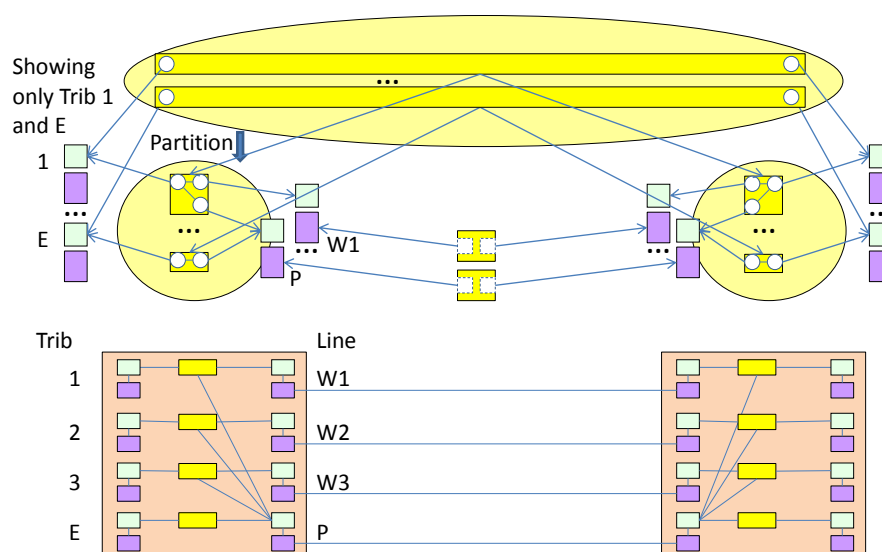 ...
Showing
only Trib 1
and E
Partition
1
...
E
...
...
W1
P
...
...
...
Trib
Line
1
W1
2
W2
3
W3
E
P